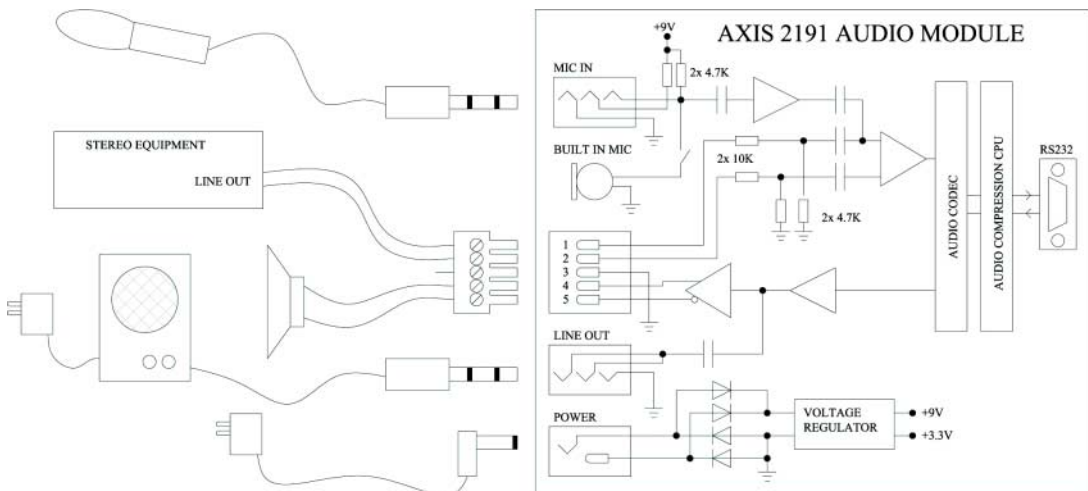 STEREO EQUIPMENT
LINE OUT
AXIS 2191 AUDIO MODULE
+9V
MIC IN
2x 4.7K
BUILT IN MIC
2x 10K
2x 4.7K
1
2
3
4
5
LINE OUT
POWER
VOLTAGE
REGULATOR
+9V
+3.3V
AUDIO CODEC
AUDIO COMPRESSION CPU
RS232